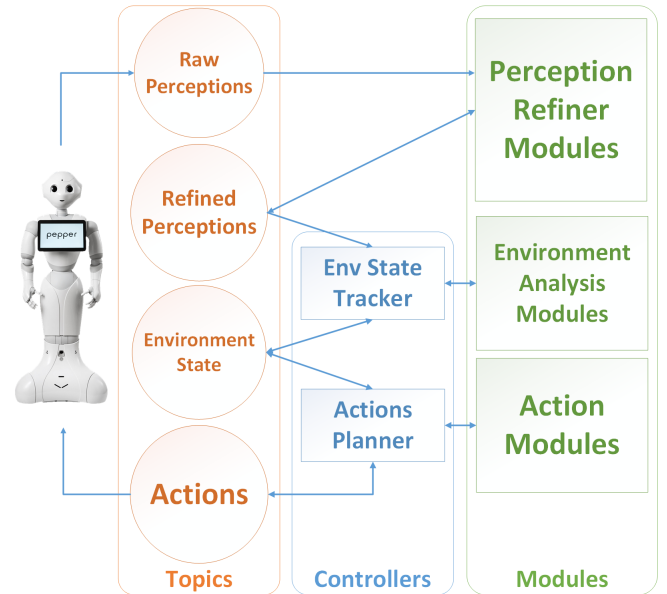 Raw
Perceptions
Perception
Refiner
Modules
pepper
Refined
Perceptions
Env State
Tracker
Environment
Analysis
Modules
Environment
State
Actions
Planner
Action
Modules
Actions
Topics
Controllers
Modules